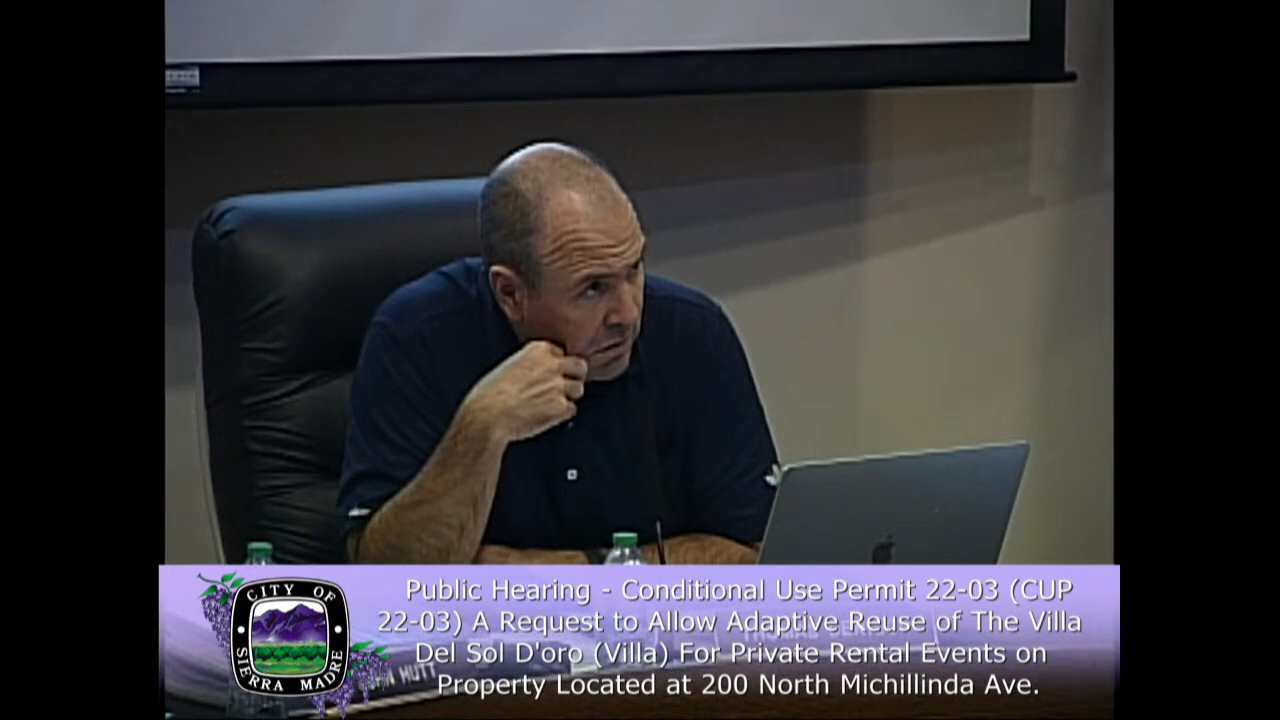 Public Hearing - Conditional Use Permit 22-03 (CUP
22-03) A Request to Allow Adaptive Reuse of The Villa
Del Sol D'oro (Villa) For Private Rental Events on
Property Located at 200 North Michillinda Ave.
CITY OF
SIERRA MADRE
HUTT
THOMAS